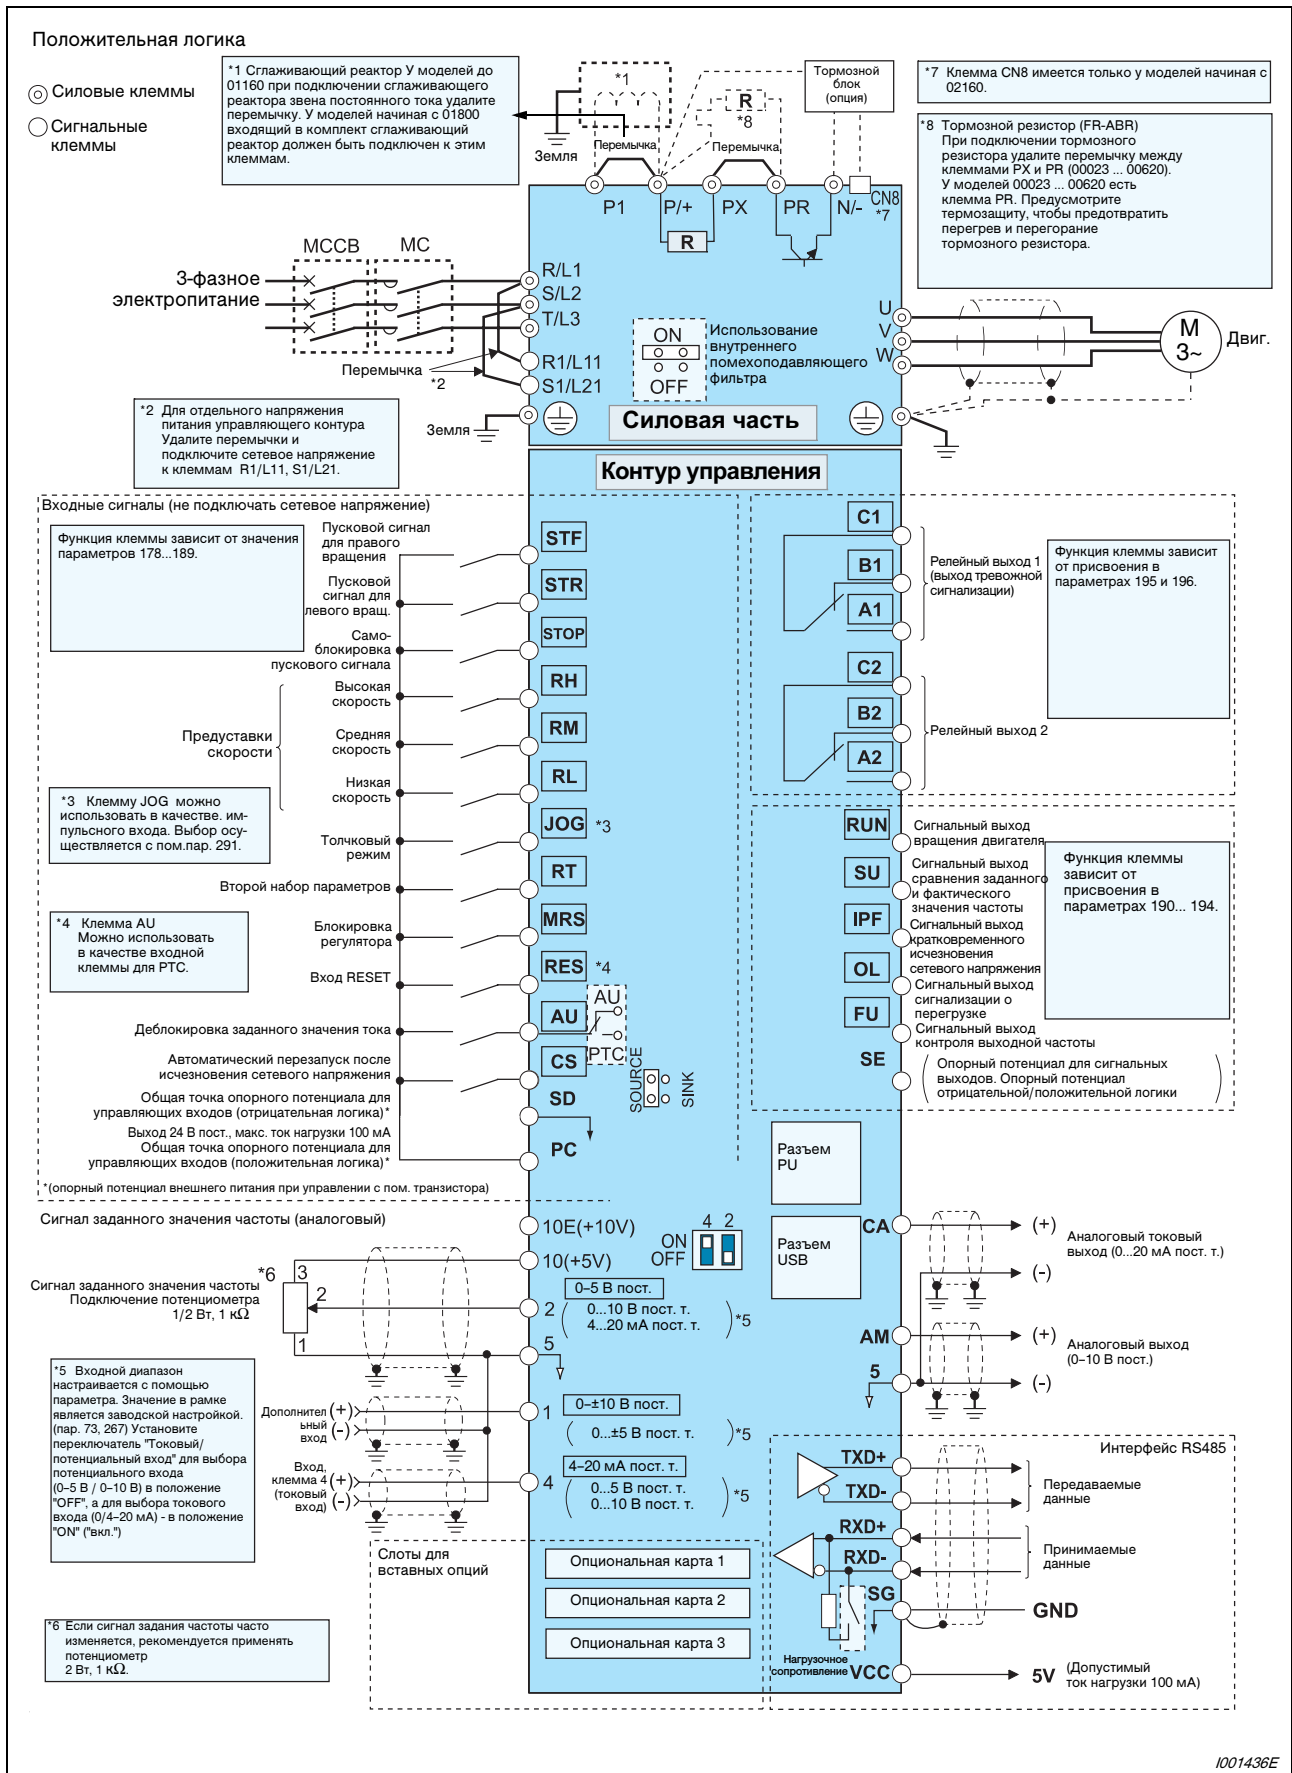 Положительная логика
Силовые клеммы
Сигнальные
клеммы
*1 Сглаживающий реактор У моделей до
01160 при подключении сглаживающего
реактора звена постоянного тока удалите
перемычку. У моделей начиная с 01800
входящий в комплект сглаживающий
реактор должен быть подключен к этим
клеммам.
*1
Земля
Перемычка
R
*8
Перемычка
Тормозной
блок
(опция)
*7 Клемма CN8 имеется только у моделей начиная с
02160.
*8 Тормозной резистор (FR-ABR)
При подключении тормозного
резистора удалите перемычку между
клеммами PX и PR (00023 ... 00620).
У моделей 00023 ... 00620 есть
клемма PR. Предусмотрите
термозащиту, чтобы предотвратить
перегрев и перегорание
тормозного резистора.
P1
P/+
PX
PR
N/-
CN8
*7
R
MCCB
MC
3-фазное
электропитание
R/L1
S/L2
T/L3
R1/L11
S1/L21
Перемычка
*2
ON
OFF
Использование
внутреннего
помехоподавляющего
фильтра
U
V
W
M
3~
Двиг.
*2 Для отдельного напряжения
питания управляющего контура
Удалите перемычки и
подключите сетевое напряжение
к клеммам R1/L11, S1/L21.
Земля
Силовая часть
Контур управления
Входные сигналы (не подключать сетевое напряжение)
Функция клеммы зависит от значения
параметров 178...189.
Пусковой сигнал
для правого
вращения
STF
Пусковой
сигнал для
левого вращ.
STR
Само-
блокировка
пускового сигнала
STOP
Предуставки
скорости
Высокая
скорость
RH
Средняя
скорость
RM
Низкая
скорость
RL
*3 Клемму JOG можно
использовать в качестве. им-
пульсного входа. Выбор осу-
ществляется с пом.пар. 291.
Толчковый
режим
JOG *3
Второй набор параметров
RT
*4 Клемма AU
Можно использовать
в качестве входной
клеммы для PTC.
Блокировка
регулятора
MRS
Вход RESET
RES *4
Деблокировка заданного значения тока
AU
AU
PTC
Автоматический перезапуск после
исчезновения сетевого напряжения
CS
SOURCE
SINK
Общая точка опорного потенциала для
управляющих входов (отрицательная логика)*
SD
Выход 24 В пост., макс. ток нагрузки 100 мА
Общая точка опорного потенциала для
управляющих входов (положительная логика)*
PC
*(опорный потенциал внешнего питания при управлении с пом. транзистора)
C1
B1
A1
Релейный выход 1
(выход тревожной
сигнализации)
Функция клеммы зависит
от присвоения в
параметрах 195 и 196.
C2
B2
A2
Релейный выход 2
RUN
Сигнальный выход
вращения двигателя
SU
Сигнальный выход
сравнения заданного
и фактического
значения частоты
IPF
Сигнальный выход
кратковременного
исчезновения
сетевого напряжения
OL
Сигнальный выход
сигнализации о
перегрузке
FU
Сигнальный выход
контроля выходной частоты
SE
Опорный потенциал для сигнальных
выходов. Опорный потенциал
отрицательной/положительной логики
Функция клеммы
зависит от
присвоения в
параметрах 190... 194.
Разъем
PU
Разъем
USB
Сигнал заданного значения частоты (аналоговый)
10E(+10V)
10(+5V)
4 2
ON
OFF
Сигнал заданного значения частоты
Подключение потенциометра
1/2 Вт, 1 кΩ
*6
3
2
1
2
0–5 В пост.
0...10 В пост. т.
4...20 мА пост. т.
*5
5
*5 Входной диапазон
настраивается с помощью
параметра. Значение в рамке
является заводской настройкой.
(пар. 73, 267) Установите
переключатель "Токовый/
потенциальный вход" для выбора
потенциального входа
(0–5 В / 0–10 В) в положение
"OFF", а для выбора токового
входа (0/4–20 мА) - в положение
"ON" ("вкл.")
Дополнител
ьный
вход
(+)
(-)
1
0–±10 В пост.
0...±5 В пост. т.
*5
Вход,
клемма 4
(токовый
вход)
(+)
(-)
4
4–20 мА пост. т.
0...5 В пост. т.
0...10 В пост. т.
*5
CA
(+)
(-)
Аналоговый токовый
выход (0...20 мА пост. т.)
AM
5
(+)
(-)
Аналоговый выход
(0–10 В пост.)
Интерфейс RS485
TXD+
TXD-
Передаваемые
данные
RXD+
RXD-
Принимаемые
данные
SG
GND
Нагрузочное
сопротивление
VCC
5V
(Допустимый
ток нагрузки 100 мА)
Слоты для
вставных опций
Опциональная карта 1
Опциональная карта 2
Опциональная карта 3
*6 Если сигнал задания частоты часто
изменяется, рекомендуется применять
потенциометр
2 Вт, 1 кΩ.
I001436E